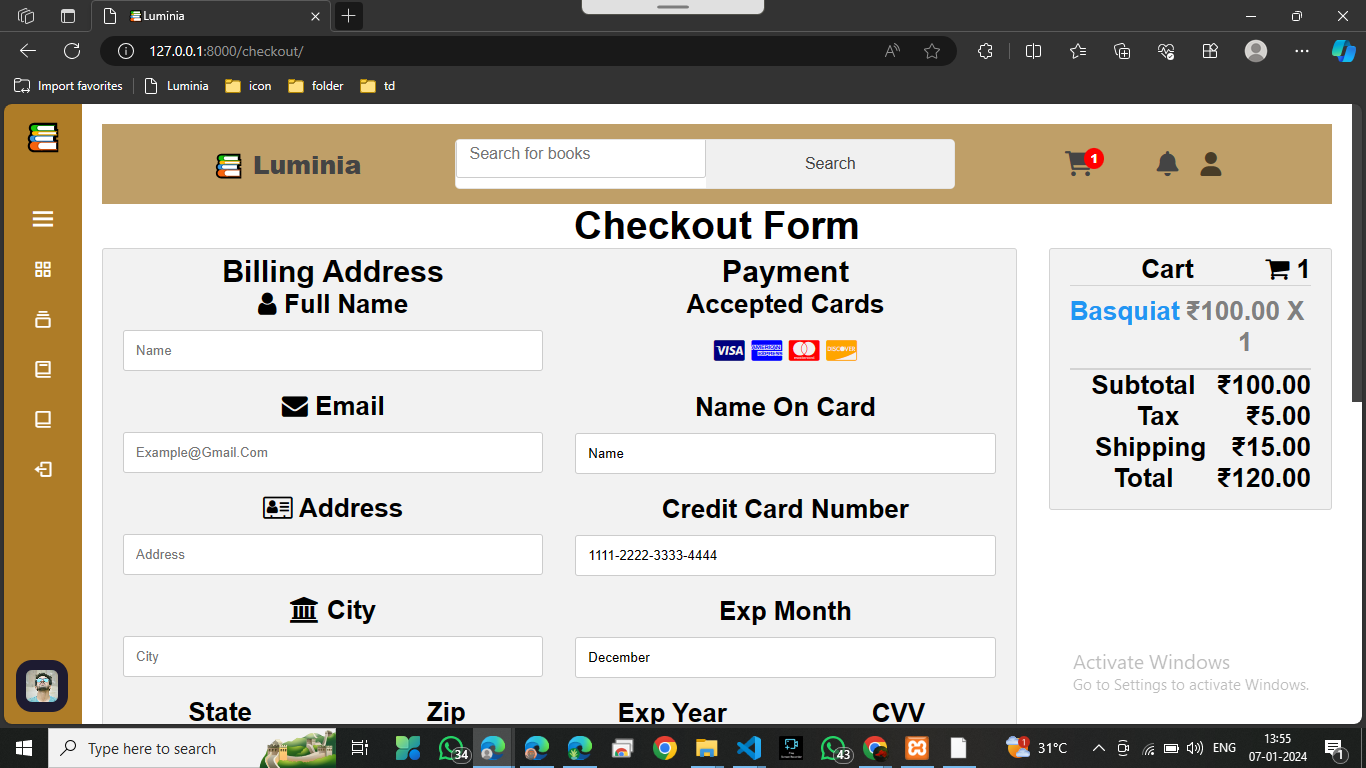 Luminia
127.0.0.1:8000/checkout/
Import favorites Luminia icon folder td
Luminia Search for books Search 1
Checkout Form
Billing Address Payment
Full Name Accepted Cards
Name VISA AMERICAN EXPRESS DISCOVER
Email Name On Card
Example@Gmail.Com Name
Address Credit Card Number
Address 1111-2222-3333-4444
City Exp Month
City December
State Zip Exp Year CVV
Cart 1
Basquiat ₹100.00 X
1
Subtotal ₹100.00
Tax ₹5.00
Shipping ₹15.00
Total ₹120.00
Activate Windows
Go to Settings to activate Windows.
Type here to search 34 43 1 31°C ENG 13:55
07-01-2024 1